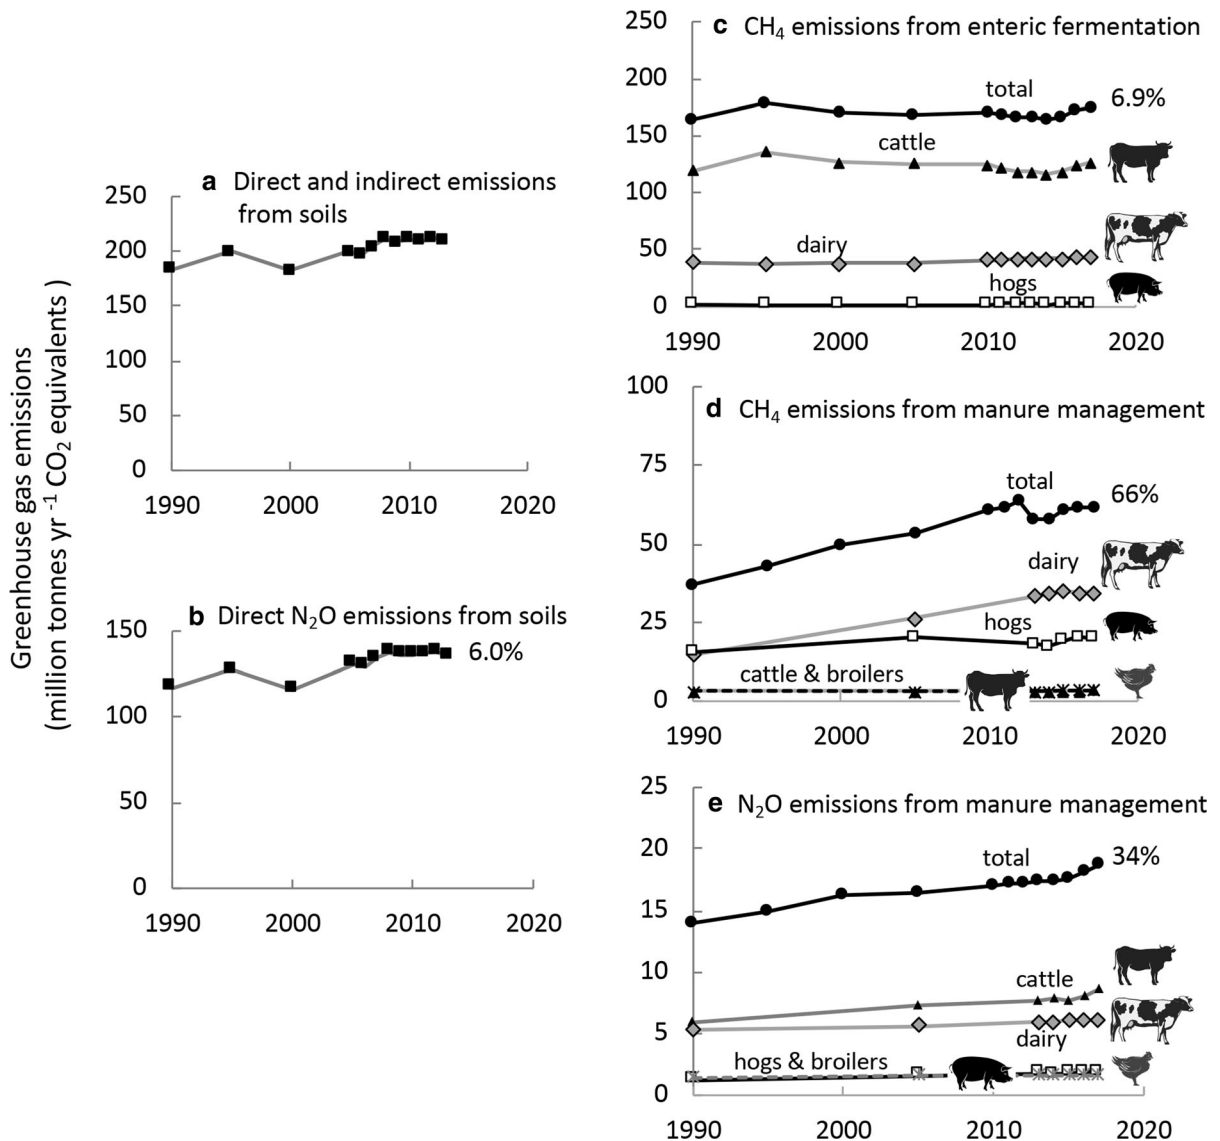 Greenhouse gas emissions
(million tonnes yr -1 CO2 equivalents )
a Direct and indirect emissions
from soils
250
200
150
100
50
0
1990 2000 2010 2020
b Direct N2O emissions from soils
150
6.0%
100
50
0
1990 2000 2010 2020
c CH4 emissions from enteric fermentation
250
200
total
6.9%
150
cattle
100
50
dairy
hogs
0
1990 2000 2010 2020
100
d CH4 emissions from manure management
75
total
66%
50
dairy
25
hogs
cattle & broilers
0
1990 2000 2010 2020
25
e N2O emissions from manure management
20
total
34%
15
10
cattle
5
dairy
hogs & broilers
0
1990 2000 2010 2020